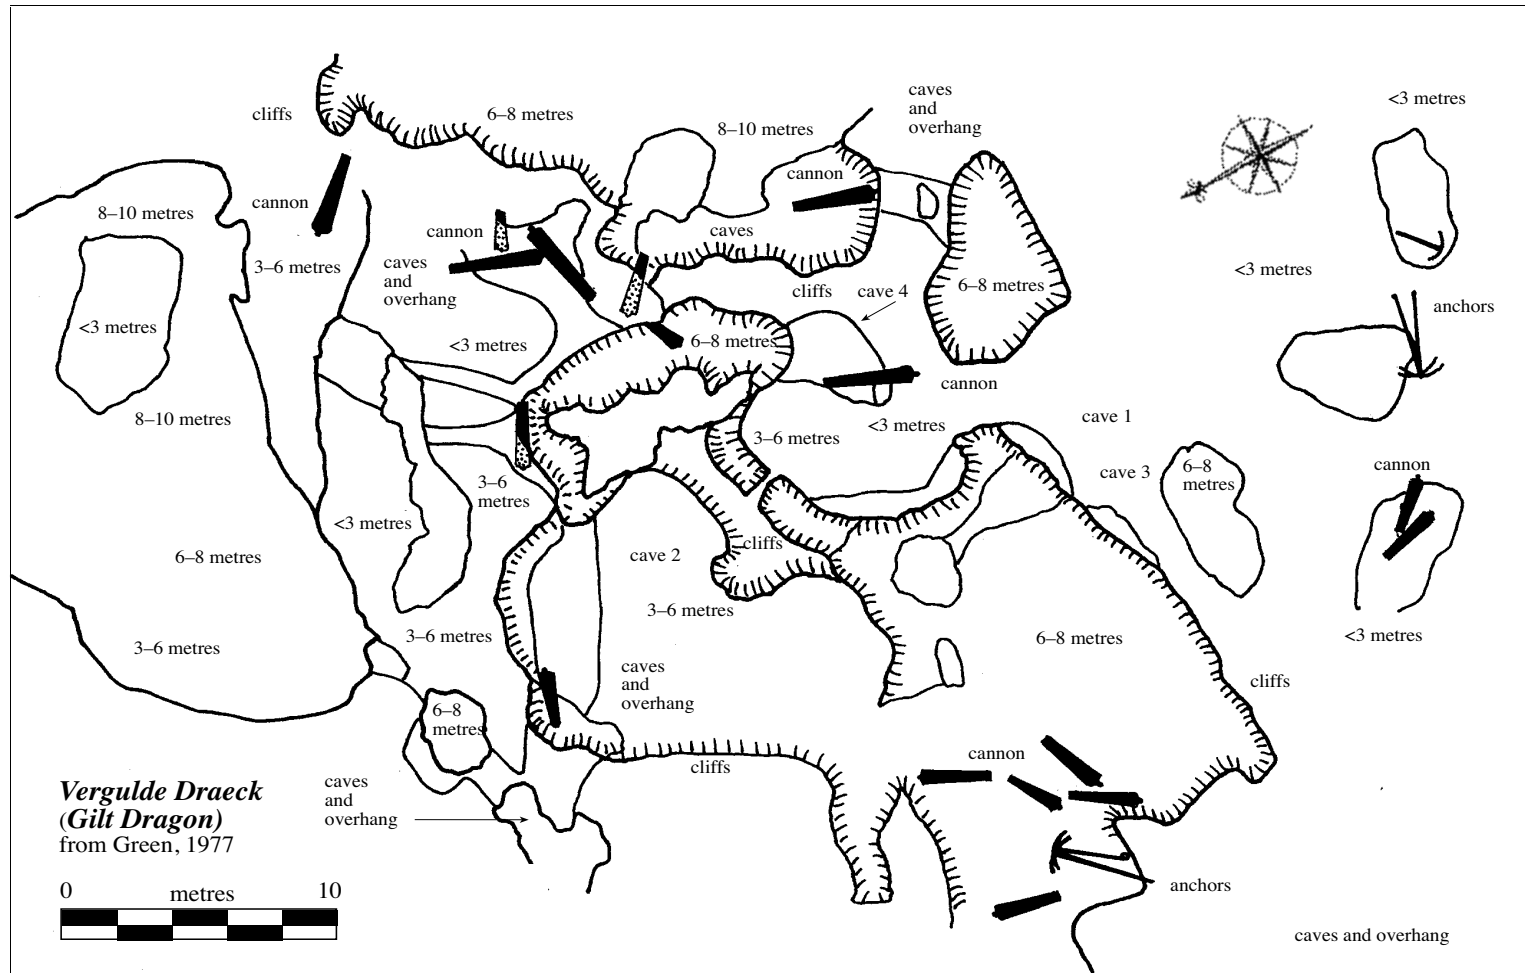 <3 metres
caves
and
overhang
cliffs
6–8 metres
8–10 metres
cannon
cannon
8–10 metres
cannon
caves
caves
and
overhang
3–6 metres
<3 metres
cliffs
cave 4
6–8 metres
anchors
<3 metres
<3 metres
6–8 metres
cannon
8–10 metres
3–6 metres
<3 metres
cave 1
cave 3
6–8
metres
cannon
3–6
metres
<3 metres
cliffs
cave 2
6–8 metres
3–6 metres
3–6 metres
6–8 metres
<3 metres
3–6 metres
caves
and
overhang
cliffs
6–8
metres
cannon
cliffs
Vergulde Draeck
(Gilt Dragon)
from Green, 1977
caves
and
overhang
0 metres 10
anchors
caves and overhang